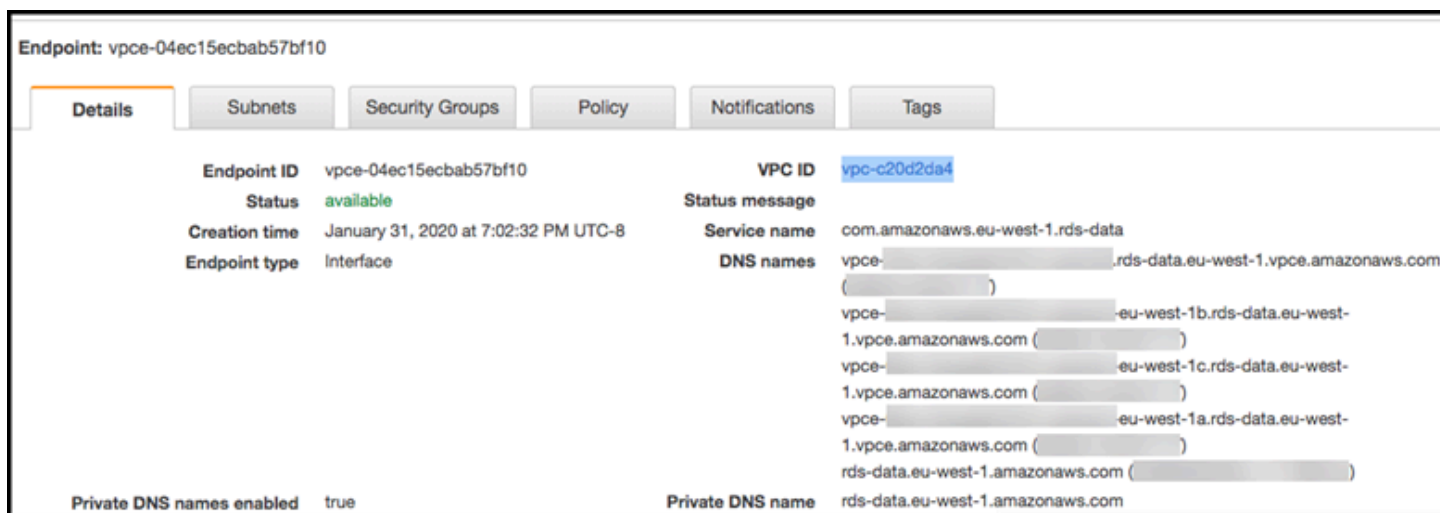 Endpoint: vpce-04ec15ecbab57bf10
Details Subnets Security Groups Policy Notifications Tags
Endpoint ID vpce-04ec15ecbab57bf10 VPC ID vpc-c20d2da4
Status available Status message
Creation time January 31, 2020 at 7:02:32 PM UTC-8 Service name com.amazonaws.eu-west-1.rds-data
Endpoint type Interface DNS names vpce- .rds-data.eu-west-1.vpce.amazonaws.com
( )
vpce- -eu-west-1b.rds-data.eu-west-
1.vpce.amazonaws.com ( )
vpce- -eu-west-1c.rds-data.eu-west-
1.vpce.amazonaws.com ( )
vpce- -eu-west-1a.rds-data.eu-west-
1.vpce.amazonaws.com ( )
rds-data.eu-west-1.amazonaws.com ( )
Private DNS names enabled true Private DNS name rds-data.eu-west-1.amazonaws.com